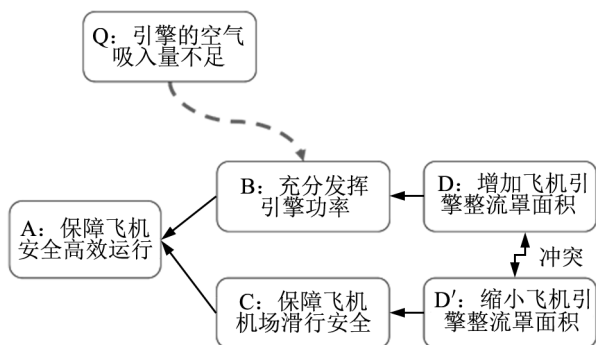 Q：引擎的空气
吸入量不足
B：充分发挥
引擎功率
D：增加飞机引
擎整流罩面积
A：保障飞机
安全高效运行
冲突
C：保障飞机
机场滑行安全
D′：缩小飞机引
擎整流罩面积